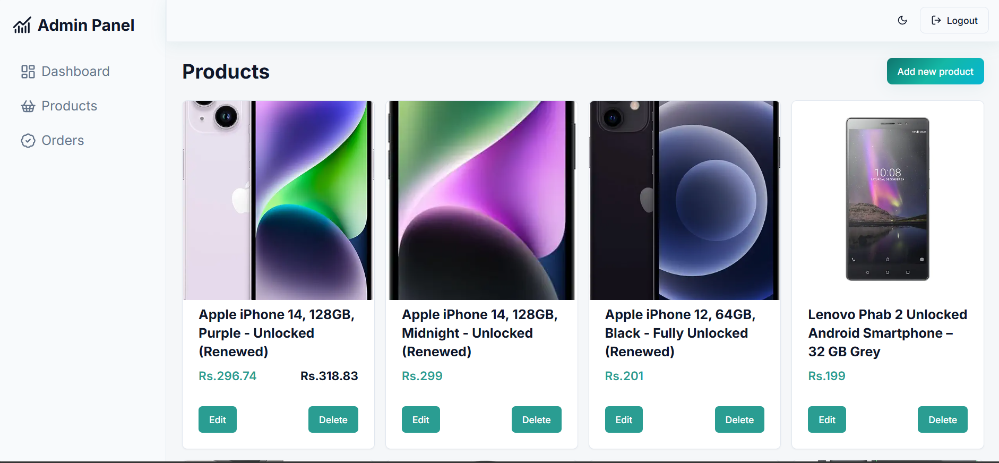 Admin Panel
Logout
Dashboard
Products
Orders
Products
Add new product
10:08
SATURDAY, DECEMBER 24
Apple iPhone 14, 128GB,
Purple - Unlocked
(Renewed)
Rs.296.74 Rs.318.83
Edit Delete
Apple iPhone 14, 128GB,
Midnight - Unlocked
(Renewed)
Rs.299
Edit Delete
Apple iPhone 12, 64GB,
Black - Fully Unlocked
(Renewed)
Rs.201
Edit Delete
Lenovo Phab 2 Unlocked
Android Smartphone –
32 GB Grey
Rs.199
Edit Delete